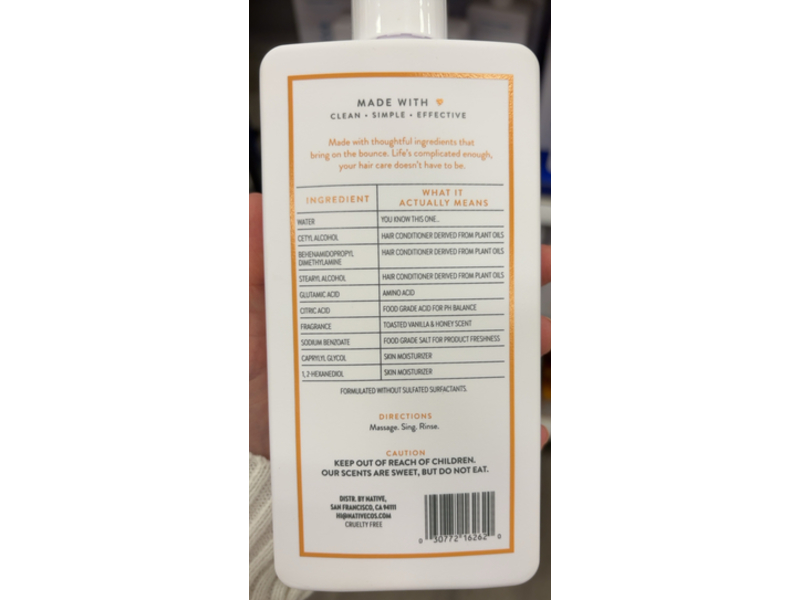 MADE WITH
CLEAN • SIMPLE • EFFECTIVE
Made with thoughtful ingredients that
bring on the bounce. Life's complicated enough,
your hair care doesn't have to be.
INGREDIENT WHAT IT ACTUALLY MEANS
WATER YOU KNOW THIS ONE..
CETYL ALCOHOL HAIR CONDITIONER DERIVED FROM PLANT OILS
BEHENAMIDOPROPYL DIMETHYLAMINE HAIR CONDITIONER DERIVED FROM PLANT OILS
STEARYL ALCOHOL HAIR CONDITIONER DERIVED FROM PLANT OILS
GLUTAMIC ACID AMINO ACID
CITRIC ACID FOOD GRADE ACID FOR PH BALANCE
FRAGRANCE TOASTED VANILLA & HONEY SCENT
SODIUM BENZOATE FOOD GRADE SALT FOR PRODUCT FRESHNESS
CAPRYLYL GLYCOL SKIN MOISTURIZER
1, 2-HEXANEDIOL SKIN MOISTURIZER
FORMULATED WITHOUT SULFATED SURFACTANTS.
DIRECTIONS
Massage. Sing. Rinse.
CAUTION
KEEP OUT OF REACH OF CHILDREN.
OUR SCENTS ARE SWEET, BUT DO NOT EAT.
DISTR. BY NATIVE,
SAN FRANCISCO, CA 94111
HI@NATIVECOS.COM
CRUELTY FREE
0 30772 16262 0